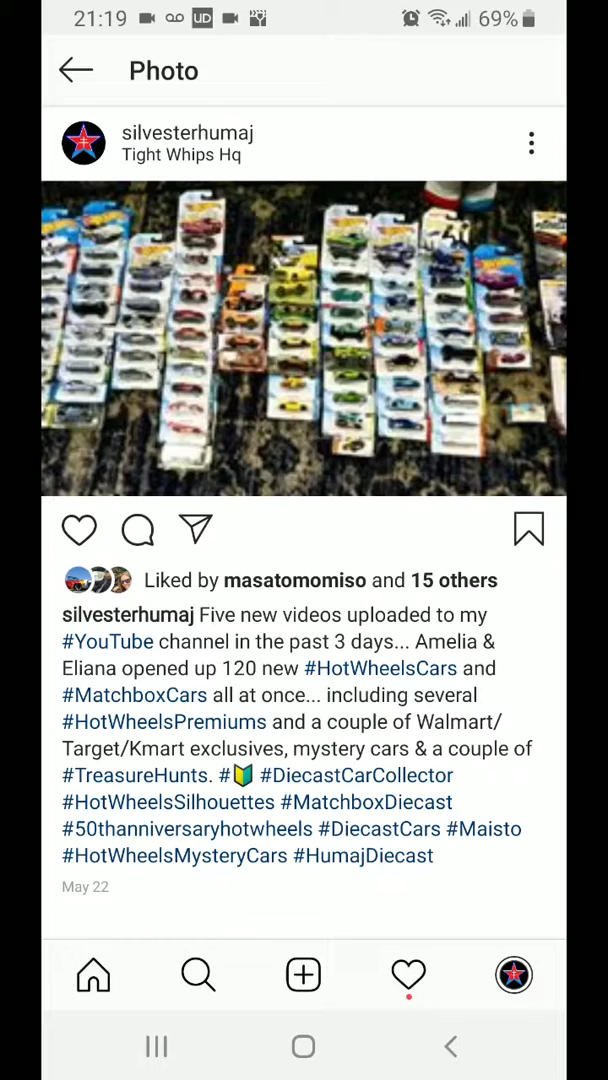 21:19 UD 69%
Photo
silvesterhumaj
Tight Whips Hq
Liked by masatomomiso and 15 others
silvesterhumaj Five new videos uploaded to my
#YouTube channel in the past 3 days... Amelia &
Eliana opened up 120 new #HotWheelsCars and
#MatchboxCars all at once... including several
#HotWheelsPremiums and a couple of Walmart/
Target/Kmart exclusives, mystery cars & a couple of
#TreasureHunts. #🔰 #DiecastCarCollector
#HotWheelsSilhouettes #MatchboxDiecast
#50thanniversaryhotwheels #DiecastCars #Maisto
#HotWheelsMysteryCars #HumajDiecast
May 22